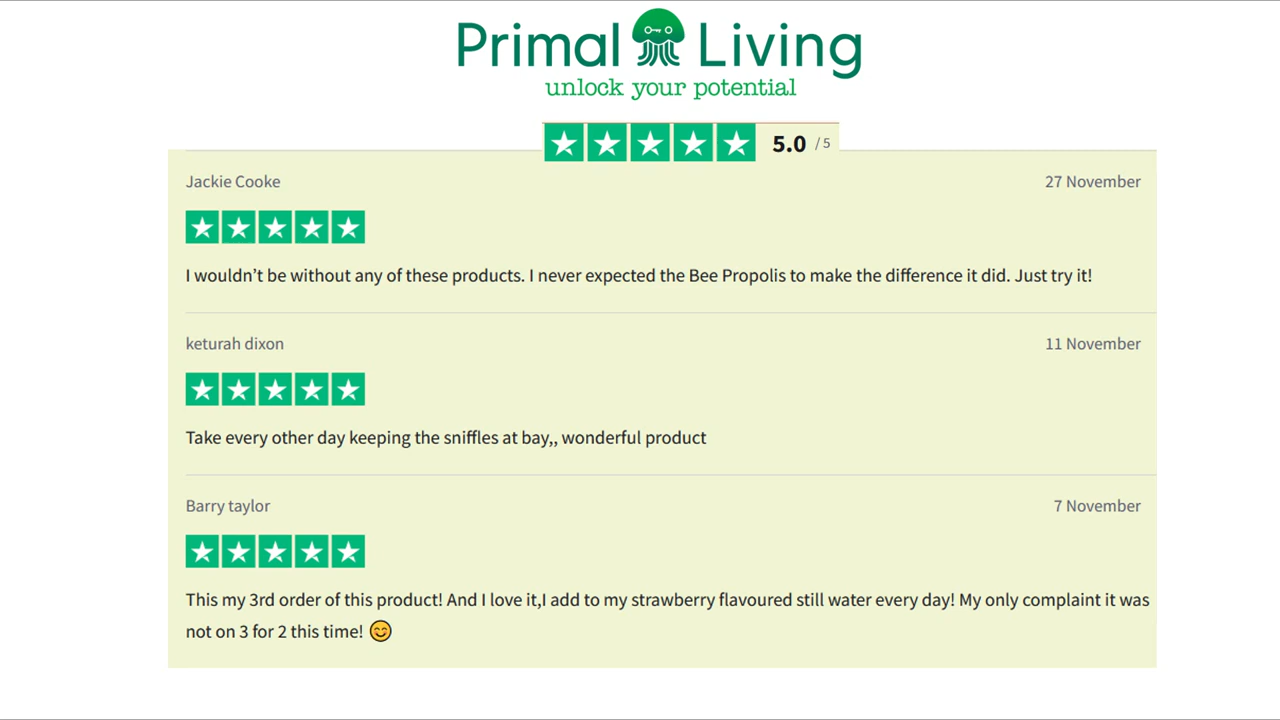 Primal Living
unlock your potential
5.0 / 5
Jackie Cooke
27 November
I wouldn’t be without any of these products. I never expected the Bee Propolis to make the difference it did. Just try it!
keturah dixon
11 November
Take every other day keeping the sniffles at bay,, wonderful product
Barry taylor
7 November
This my 3rd order of this product! And I love it,I add to my strawberry flavoured still water every day! My only complaint it was
not on 3 for 2 this time! 😊